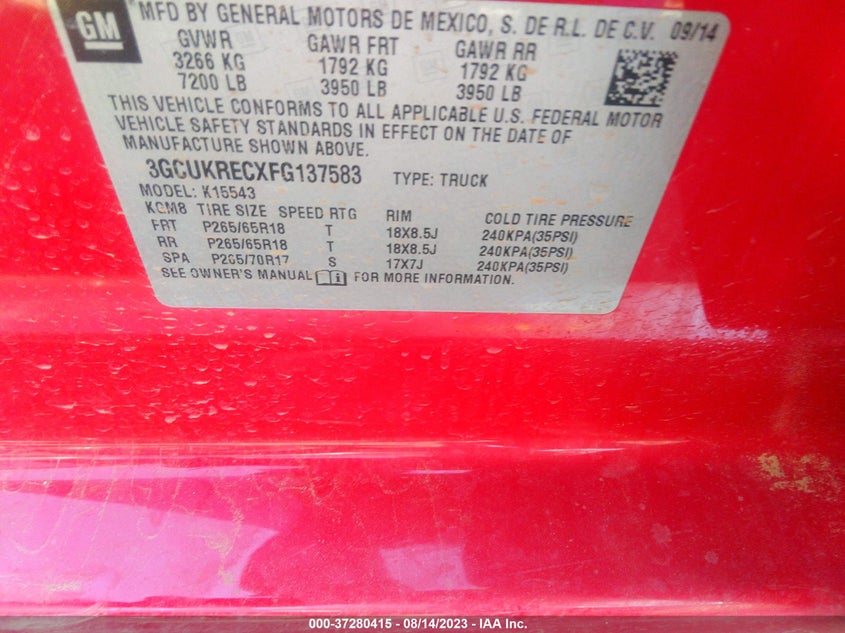 GM
MFD BY GENERAL MOTORS DE MEXICO, S. DE R.L. DE C.V. 09/14
GVWR GAWR FRT GAWR RR
3266 KG 1792 KG 1792 KG
7200 LB 3950 LB 3950 LB
THIS VEHICLE CONFORMS TO ALL APPLICABLE U.S. FEDERAL MOTOR
VEHICLE SAFETY STANDARDS IN EFFECT ON THE DATE OF
MANUFACTURE SHOWN ABOVE.
3GCUKRECXFG137583 TYPE: TRUCK
MODEL: K15543
KGM8 TIRE SIZE SPEED RTG RIM COLD TIRE PRESSURE
FRT P265/65R18 T 18X8.5J 240KPA(35PSI)
RR P265/65R18 T 18X8.5J 240KPA(35PSI)
SPA P265/70R17 S 17X7J 240KPA(35PSI)
SEE OWNER'S MANUAL FOR MORE INFORMATION.
000-37280415 - 08/14/2023 - IAA Inc.